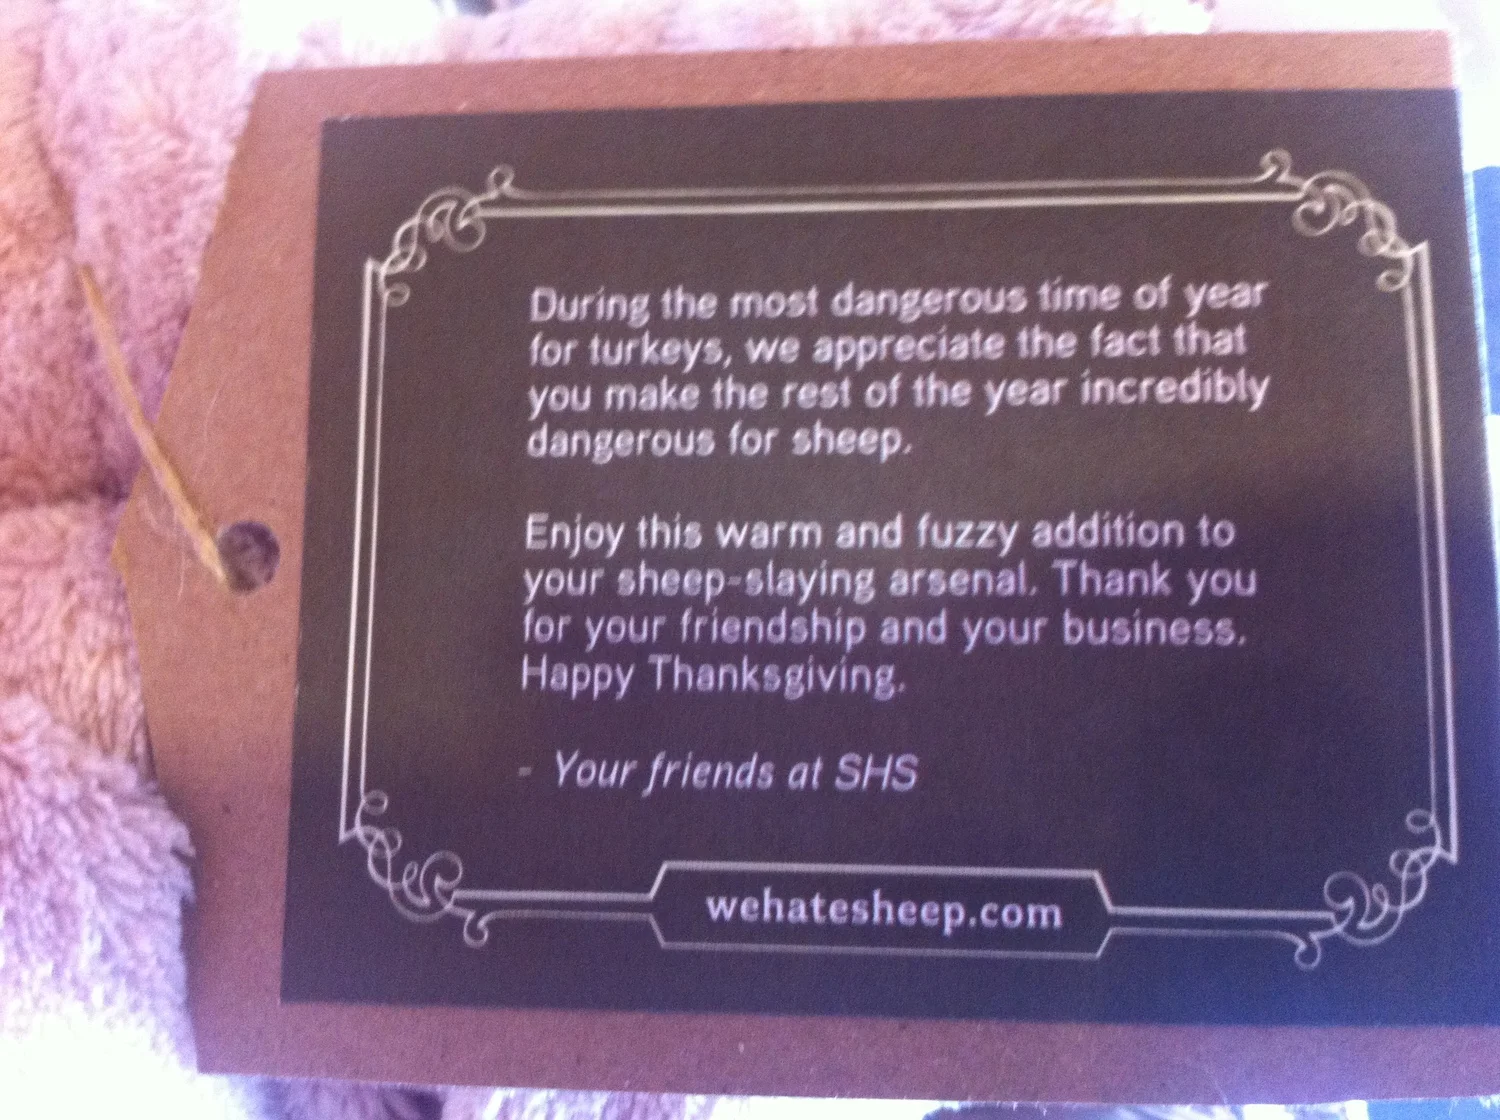 During the most dangerous time of year
for turkeys, we appreciate the fact that
you make the rest of the year incredibly
dangerous for sheep.
Enjoy this warm and fuzzy addition to
your sheep-slaying arsenal. Thank you
for your friendship and your business.
Happy Thanksgiving.
- Your friends at SHS
wehatesheep.com